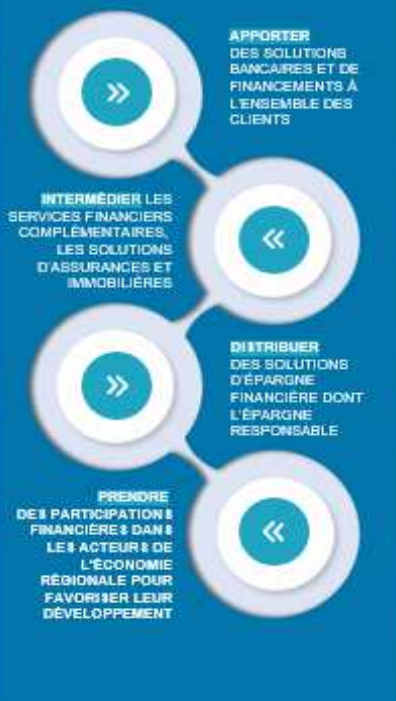 APPORTER
DES SOLUTIONS
BANCAIRES ET DE
FINANCEMENTS À
L'ENSEMBLE DES
CLIENTS
INTERMÉDIER LES
SERVICES FINANCIERS
COMPLÉMENTAIRES,
LES SOLUTIONS
D'ASSURANCES ET
IMMOBILIÈRES
DISTRIBUER
DES SOLUTIONS
D'ÉPARGNE
FINANCIÈRE DONT
L'ÉPARGNE
RESPONSABLE
PRENDRE
DES PARTICIPATIONS
FINANCIÈRES DANS
LES ACTEURS DE
L'ÉCONOMIE
RÉGIONALE POUR
FAVORISER LEUR
DÉVELOPPEMENT